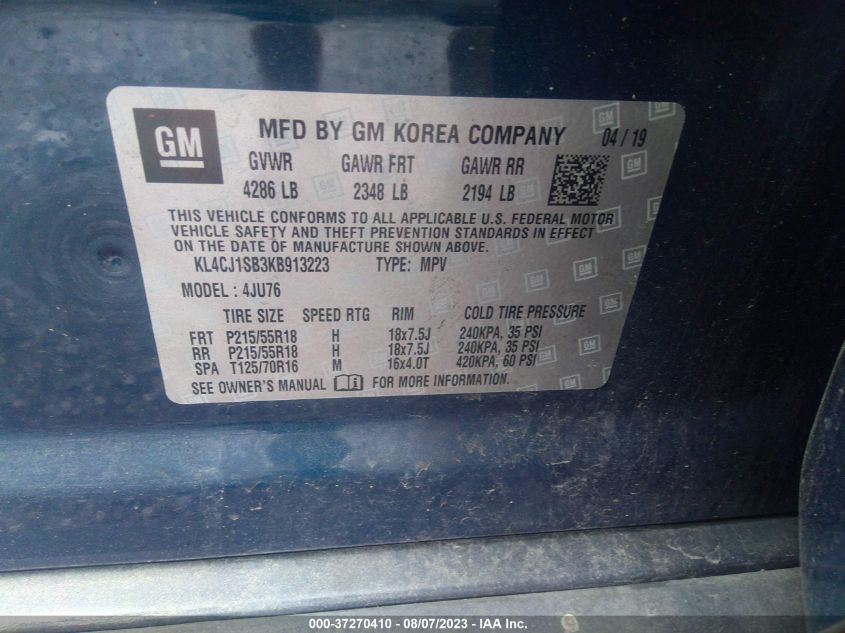 GM MFD BY GM KOREA COMPANY 04 / 19
GVWR GAWR FRT GAWR RR
4286 LB 2348 LB 2194 LB
THIS VEHICLE CONFORMS TO ALL APPLICABLE U.S. FEDERAL MOTOR
VEHICLE SAFETY AND THEFT PREVENTION STANDARDS IN EFFECT
ON THE DATE OF MANUFACTURE SHOWN ABOVE.
KL4CJ1SB3KB913223 TYPE: MPV
MODEL : 4JU76
TIRE SIZE SPEED RTG RIM COLD TIRE PRESSURE
FRT P215/55R18 H 18x7.5J 240KPA, 35 PSI
RR P215/55R18 H 18x7.5J 240KPA, 35 PSI
SPA T125/70R16 M 16x4.0T 420KPA, 60 PSI
SEE OWNER'S MANUAL i FOR MORE INFORMATION.
000-37270410 - 08/07/2023 - IAA Inc.